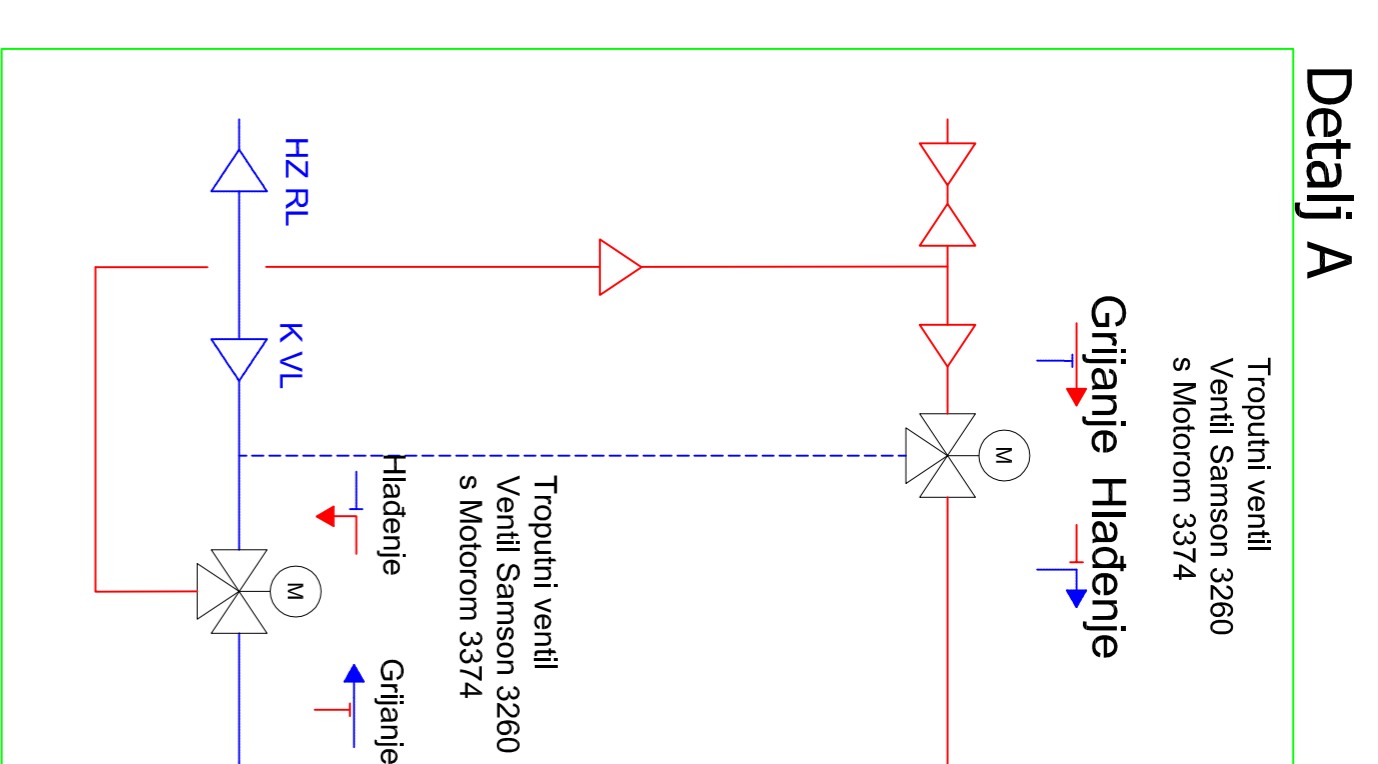 Detalj A
Troputni ventil
Ventil Samson 3260
s Motorom 3374
Grijanje Hlađenje
M
Troputni ventil
Ventil Samson 3260
s Motorom 3374
Hlađenje
Grijanje
HZ RL
K VL
M